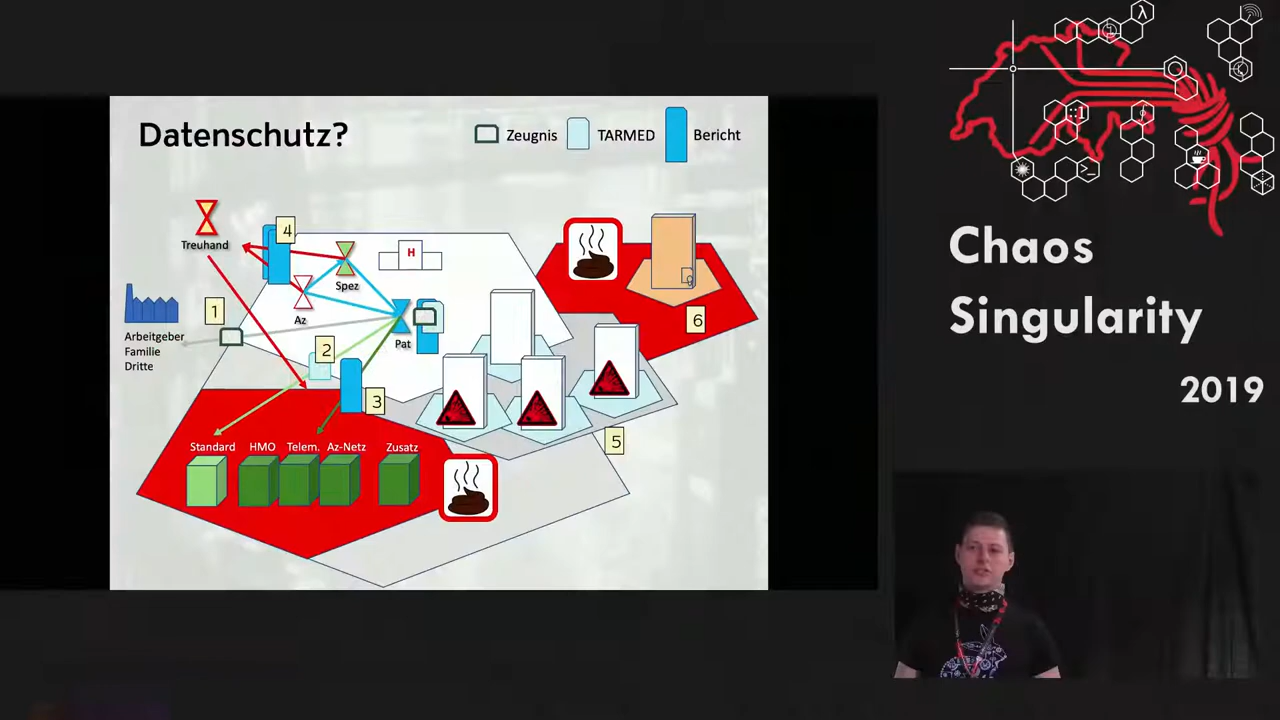 Datenschutz?
Zeugnis
TARMED
Bericht
Treuhand
4
Spez
H
Az
1
Arbeitgeber
Familie
Dritte
Pat
2
3
6
5
Standard
HMO
Telem.
Az-Netz
Zusatz
λ
:1
>_
Chaos
Singularity
2019